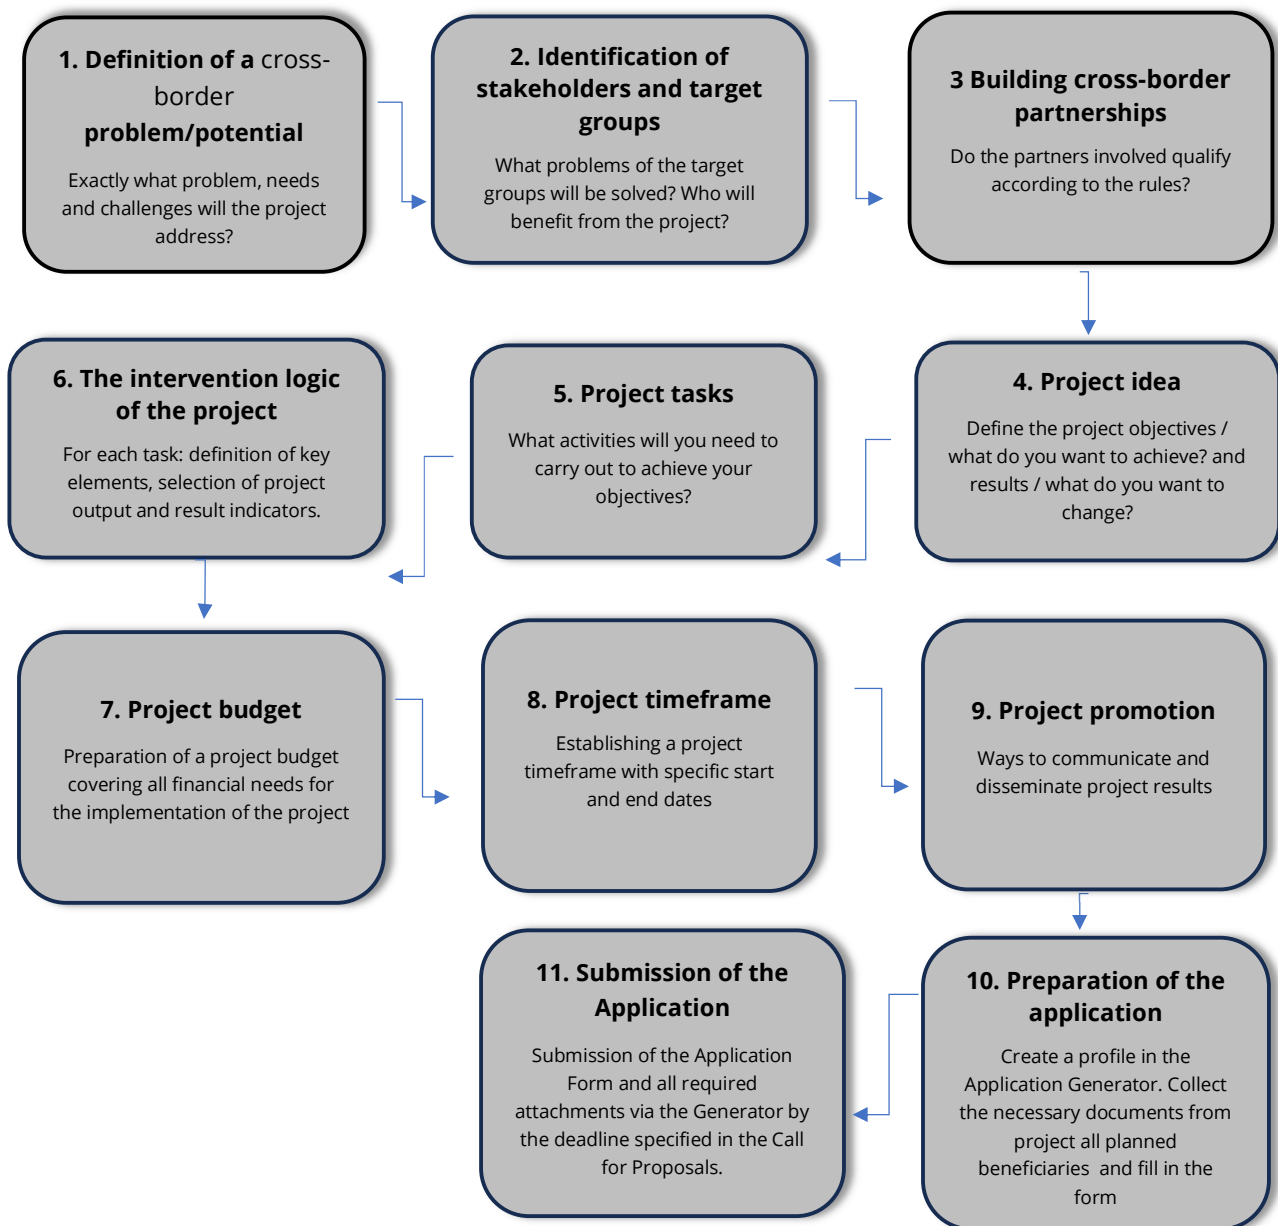 1. Definition of a cross-
border
problem/potential
Exactly what problem, needs
and challenges will the project
address?
2. Identification of
stakeholders and target
groups
What problems of the target
groups will be solved? Who will
benefit from the project?
3 Building cross-border
partnerships
Do the partners involved qualify
according to the rules?
4. Project idea
Define the project objectives /
what do you want to achieve? and
results / what do you want to
change?
5. Project tasks
What activities will you need to
carry out to achieve your
objectives?
6. The intervention logic
of the project
For each task: definition of key
elements, selection of project
output and result indicators.
7. Project budget
Preparation of a project budget
covering all financial needs for
the implementation of the project
8. Project timeframe
Establishing a project
timeframe with specific start
and end dates
9. Project promotion
Ways to communicate and
disseminate project results
10. Preparation of the
application
Create a profile in the
Application Generator. Collect
the necessary documents from
project all planned
beneficiaries  and fill in the
form
11. Submission of the
Application
Submission of the Application
Form and all required
attachments via the Generator by
the deadline specified in the Call
for Proposals.